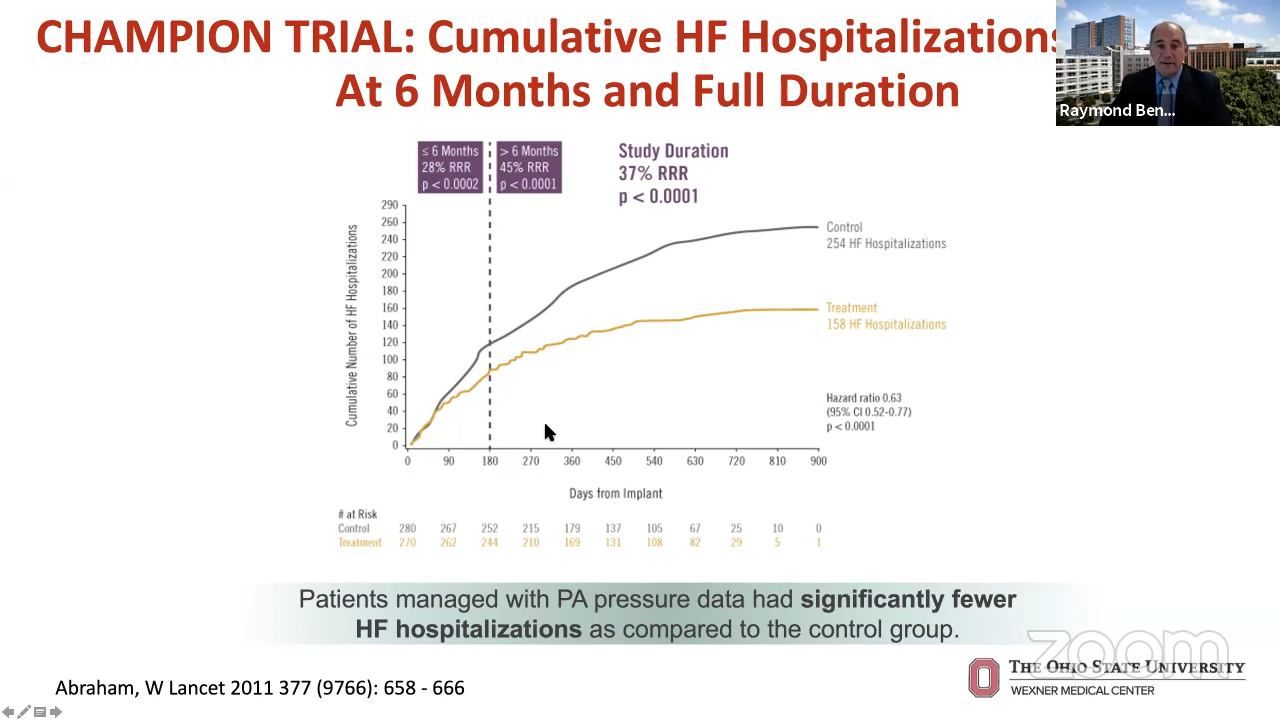 CHAMPION TRIAL: Cumulative HF Hospitalizations
At 6 Months and Full Duration
Raymond Ben...
≤ 6 Months
28% RRR
p < 0.0002
> 6 Months
45% RRR
p < 0.0001
Study Duration
37% RRR
p < 0.0001
Cumulative Number of HF Hospitalizations
290
260
240
220
200
180
160
140
120
100
80
60
40
20
0
Control
254 HF Hospitalizations
Treatment
158 HF Hospitalizations
Hazard ratio 0.63
(95% CI 0.52-0.77)
p < 0.0001
0 90 180 270 360 450 540 630 720 810 900
Days from Implant
# at Risk
Control 280 267 252 215 179 137 105 67 25 10 0
Treatment 270 262 244 210 169 131 108 82 29 5 1
Patients managed with PA pressure data had significantly fewer
HF hospitalizations as compared to the control group.
zoom
THE OHIO STATE UNIVERSITY
WEXNER MEDICAL CENTER
Abraham, W Lancet 2011 377 (9766): 658 - 666